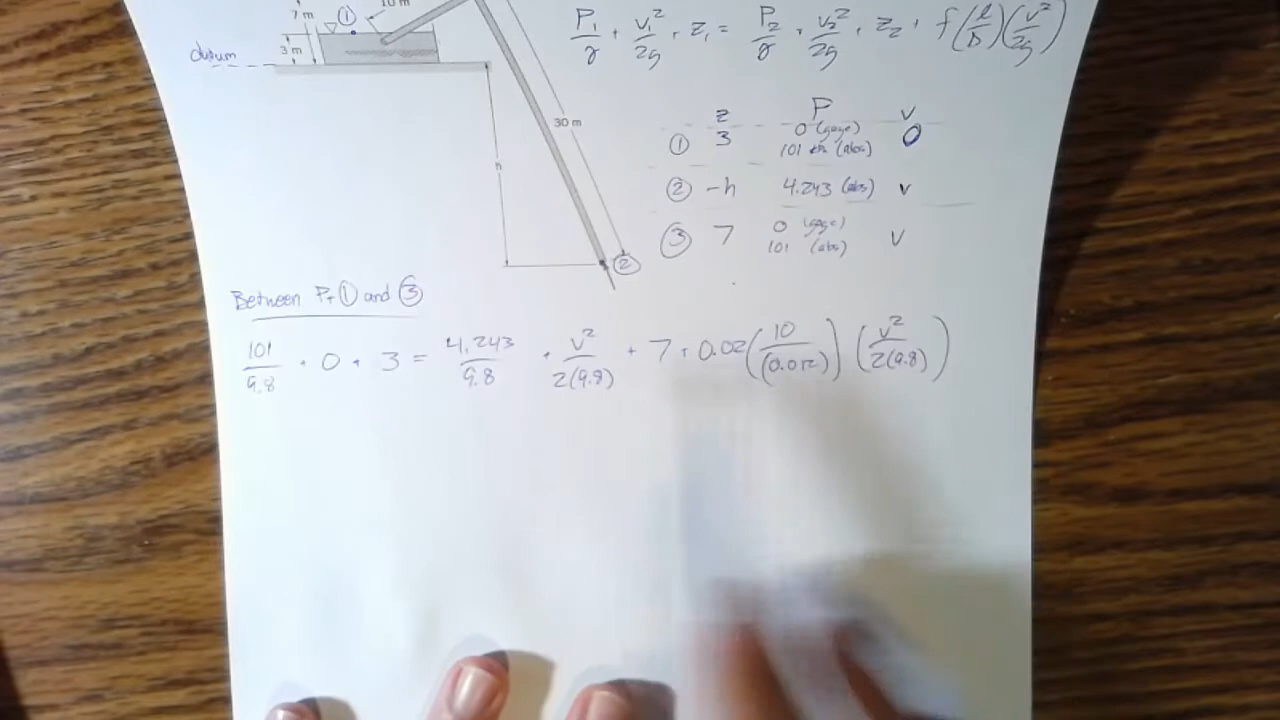 7 m ① 10 m
3 m
datum
30 m
h
②
P₁/γ + v₁²/2g + z₁ = P₂/γ + v₂²/2g + z₂ + f(ℓ/D)(v²/2g)
z P v
① 3 0 (gage) 0
101 kPa (abs)
② -h 4.243 (abs) v
③ 7 0 (gage) v
101 (abs)
Between Pt ① and ③
101/9.8 + 0 + 3 = 4.243/9.8 + v²/2(9.8) + 7 + 0.02(10/(0.012))(v²/2(9.8))